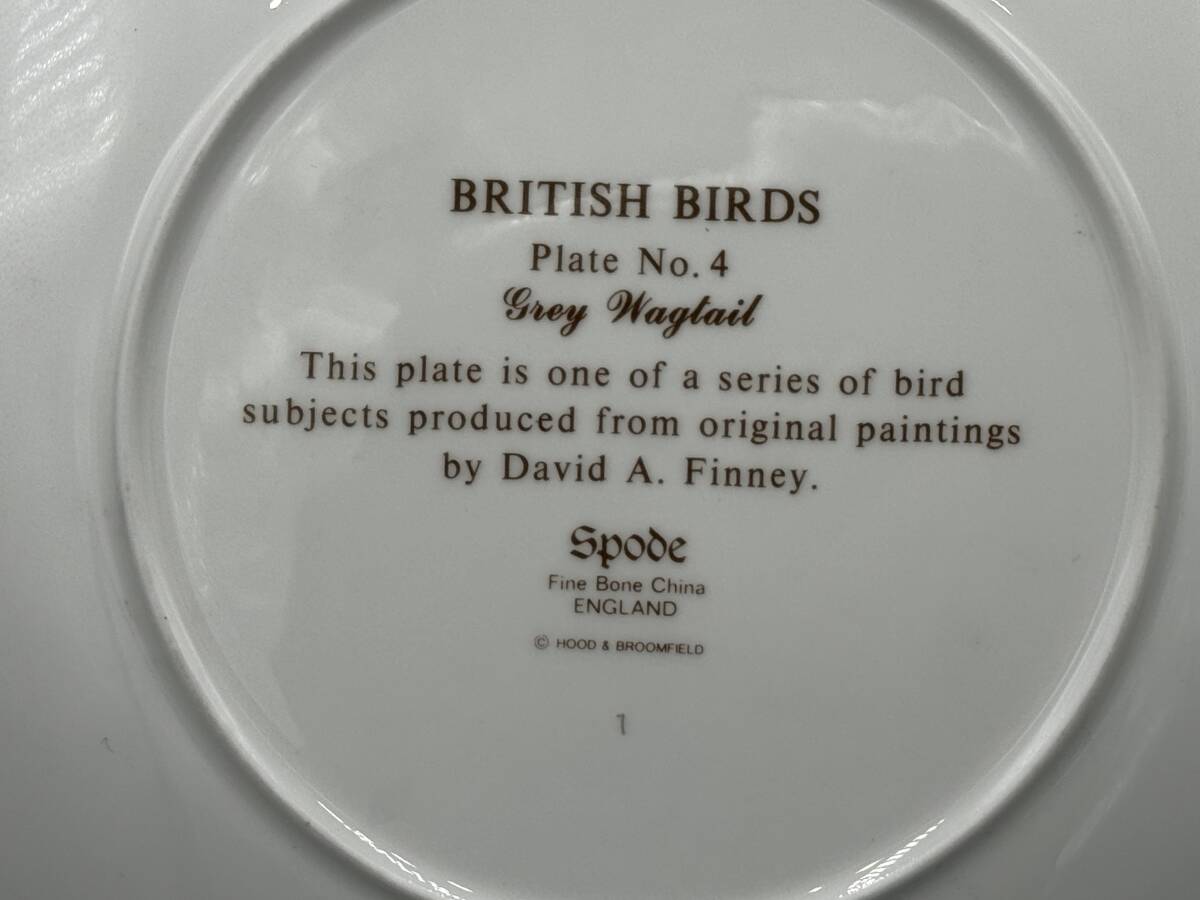 BRITISH BIRDS
Plate No. 4
Grey Wagtail
This plate is one of a series of bird
subjects produced from original paintings
by David A. Finney.
Spode
Fine Bone China
ENGLAND
© HOOD & BROOMFIELD
1